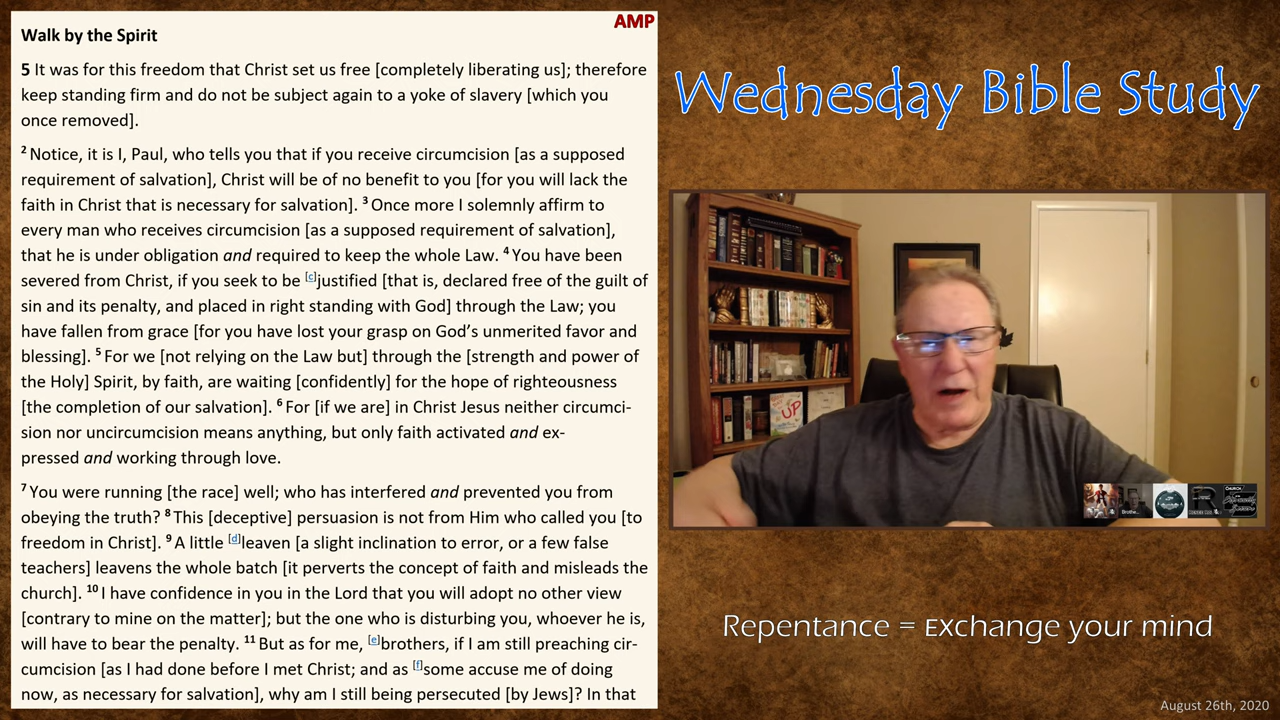 AMP
Walk by the Spirit
5 It was for this freedom that Christ set us free [completely liberating us]; therefore
keep standing firm and do not be subject again to a yoke of slavery [which you
once removed].
2 Notice, it is I, Paul, who tells you that if you receive circumcision [as a supposed
requirement of salvation], Christ will be of no benefit to you [for you will lack the
faith in Christ that is necessary for salvation]. 3 Once more I solemnly affirm to
every man who receives circumcision [as a supposed requirement of salvation],
that he is under obligation and required to keep the whole Law. 4 You have been
severed from Christ, if you seek to be [c]justified [that is, declared free of the guilt of
sin and its penalty, and placed in right standing with God] through the Law; you
have fallen from grace [for you have lost your grasp on God’s unmerited favor and
blessing]. 5 For we [not relying on the Law but] through the [strength and power of
the Holy] Spirit, by faith, are waiting [confidently] for the hope of righteousness
[the completion of our salvation]. 6 For [if we are] in Christ Jesus neither circumci-
sion nor uncircumcision means anything, but only faith activated and ex-
pressed and working through love.
7 You were running [the race] well; who has interfered and prevented you from
obeying the truth? 8 This [deceptive] persuasion is not from Him who called you [to
freedom in Christ]. 9 A little [d]leaven [a slight inclination to error, or a few false
teachers] leavens the whole batch [it perverts the concept of faith and misleads the
church]. 10 I have confidence in you in the Lord that you will adopt no other view
[contrary to mine on the matter]; but the one who is disturbing you, whoever he is,
will have to bear the penalty. 11 But as for me, [e]brothers, if I am still preaching cir-
cumcision [as I had done before I met Christ; and as [f]some accuse me of doing
now, as necessary for salvation], why am I still being persecuted [by Jews]? In that
Wednesday Bible Study
UP
Brothe...
Repentance = Exchange your mind
August 26th, 2020